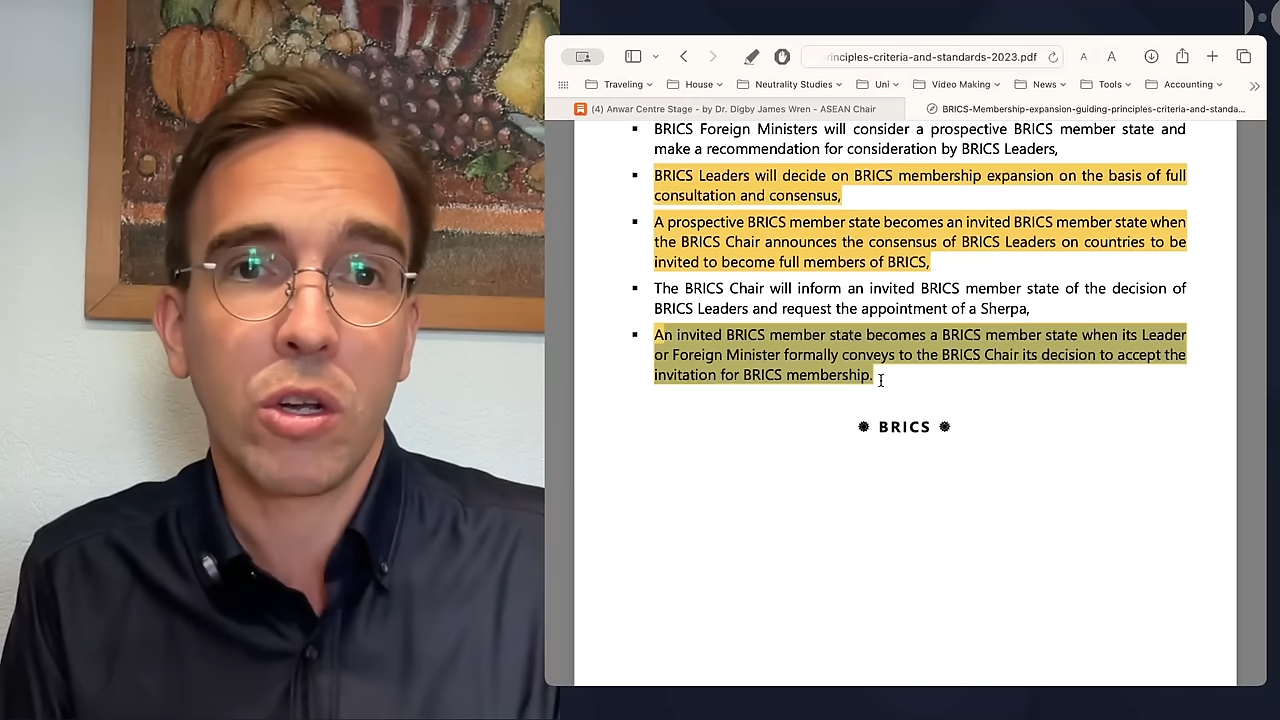 rinciples-criteria-and-standards-2023.pdf
A A
Traveling House Neutrality Studies Uni Video Making News Tools Accounting
(4) Anwar Centre Stage - by Dr. Digby James Wren - ASEAN Chair
BRICS-Membership-expansion-guiding-principles-criteria-and-standa...
▪ BRICS Foreign Ministers will consider a prospective BRICS member state and
make a recommendation for consideration by BRICS Leaders,
▪ BRICS Leaders will decide on BRICS membership expansion on the basis of full
consultation and consensus,
▪ A prospective BRICS member state becomes an invited BRICS member state when
the BRICS Chair announces the consensus of BRICS Leaders on countries to be
invited to become full members of BRICS,
▪ The BRICS Chair will inform an invited BRICS member state of the decision of
BRICS Leaders and request the appointment of a Sherpa,
▪ An invited BRICS member state becomes a BRICS member state when its Leader
or Foreign Minister formally conveys to the BRICS Chair its decision to accept the
invitation for BRICS membership.
BRICS